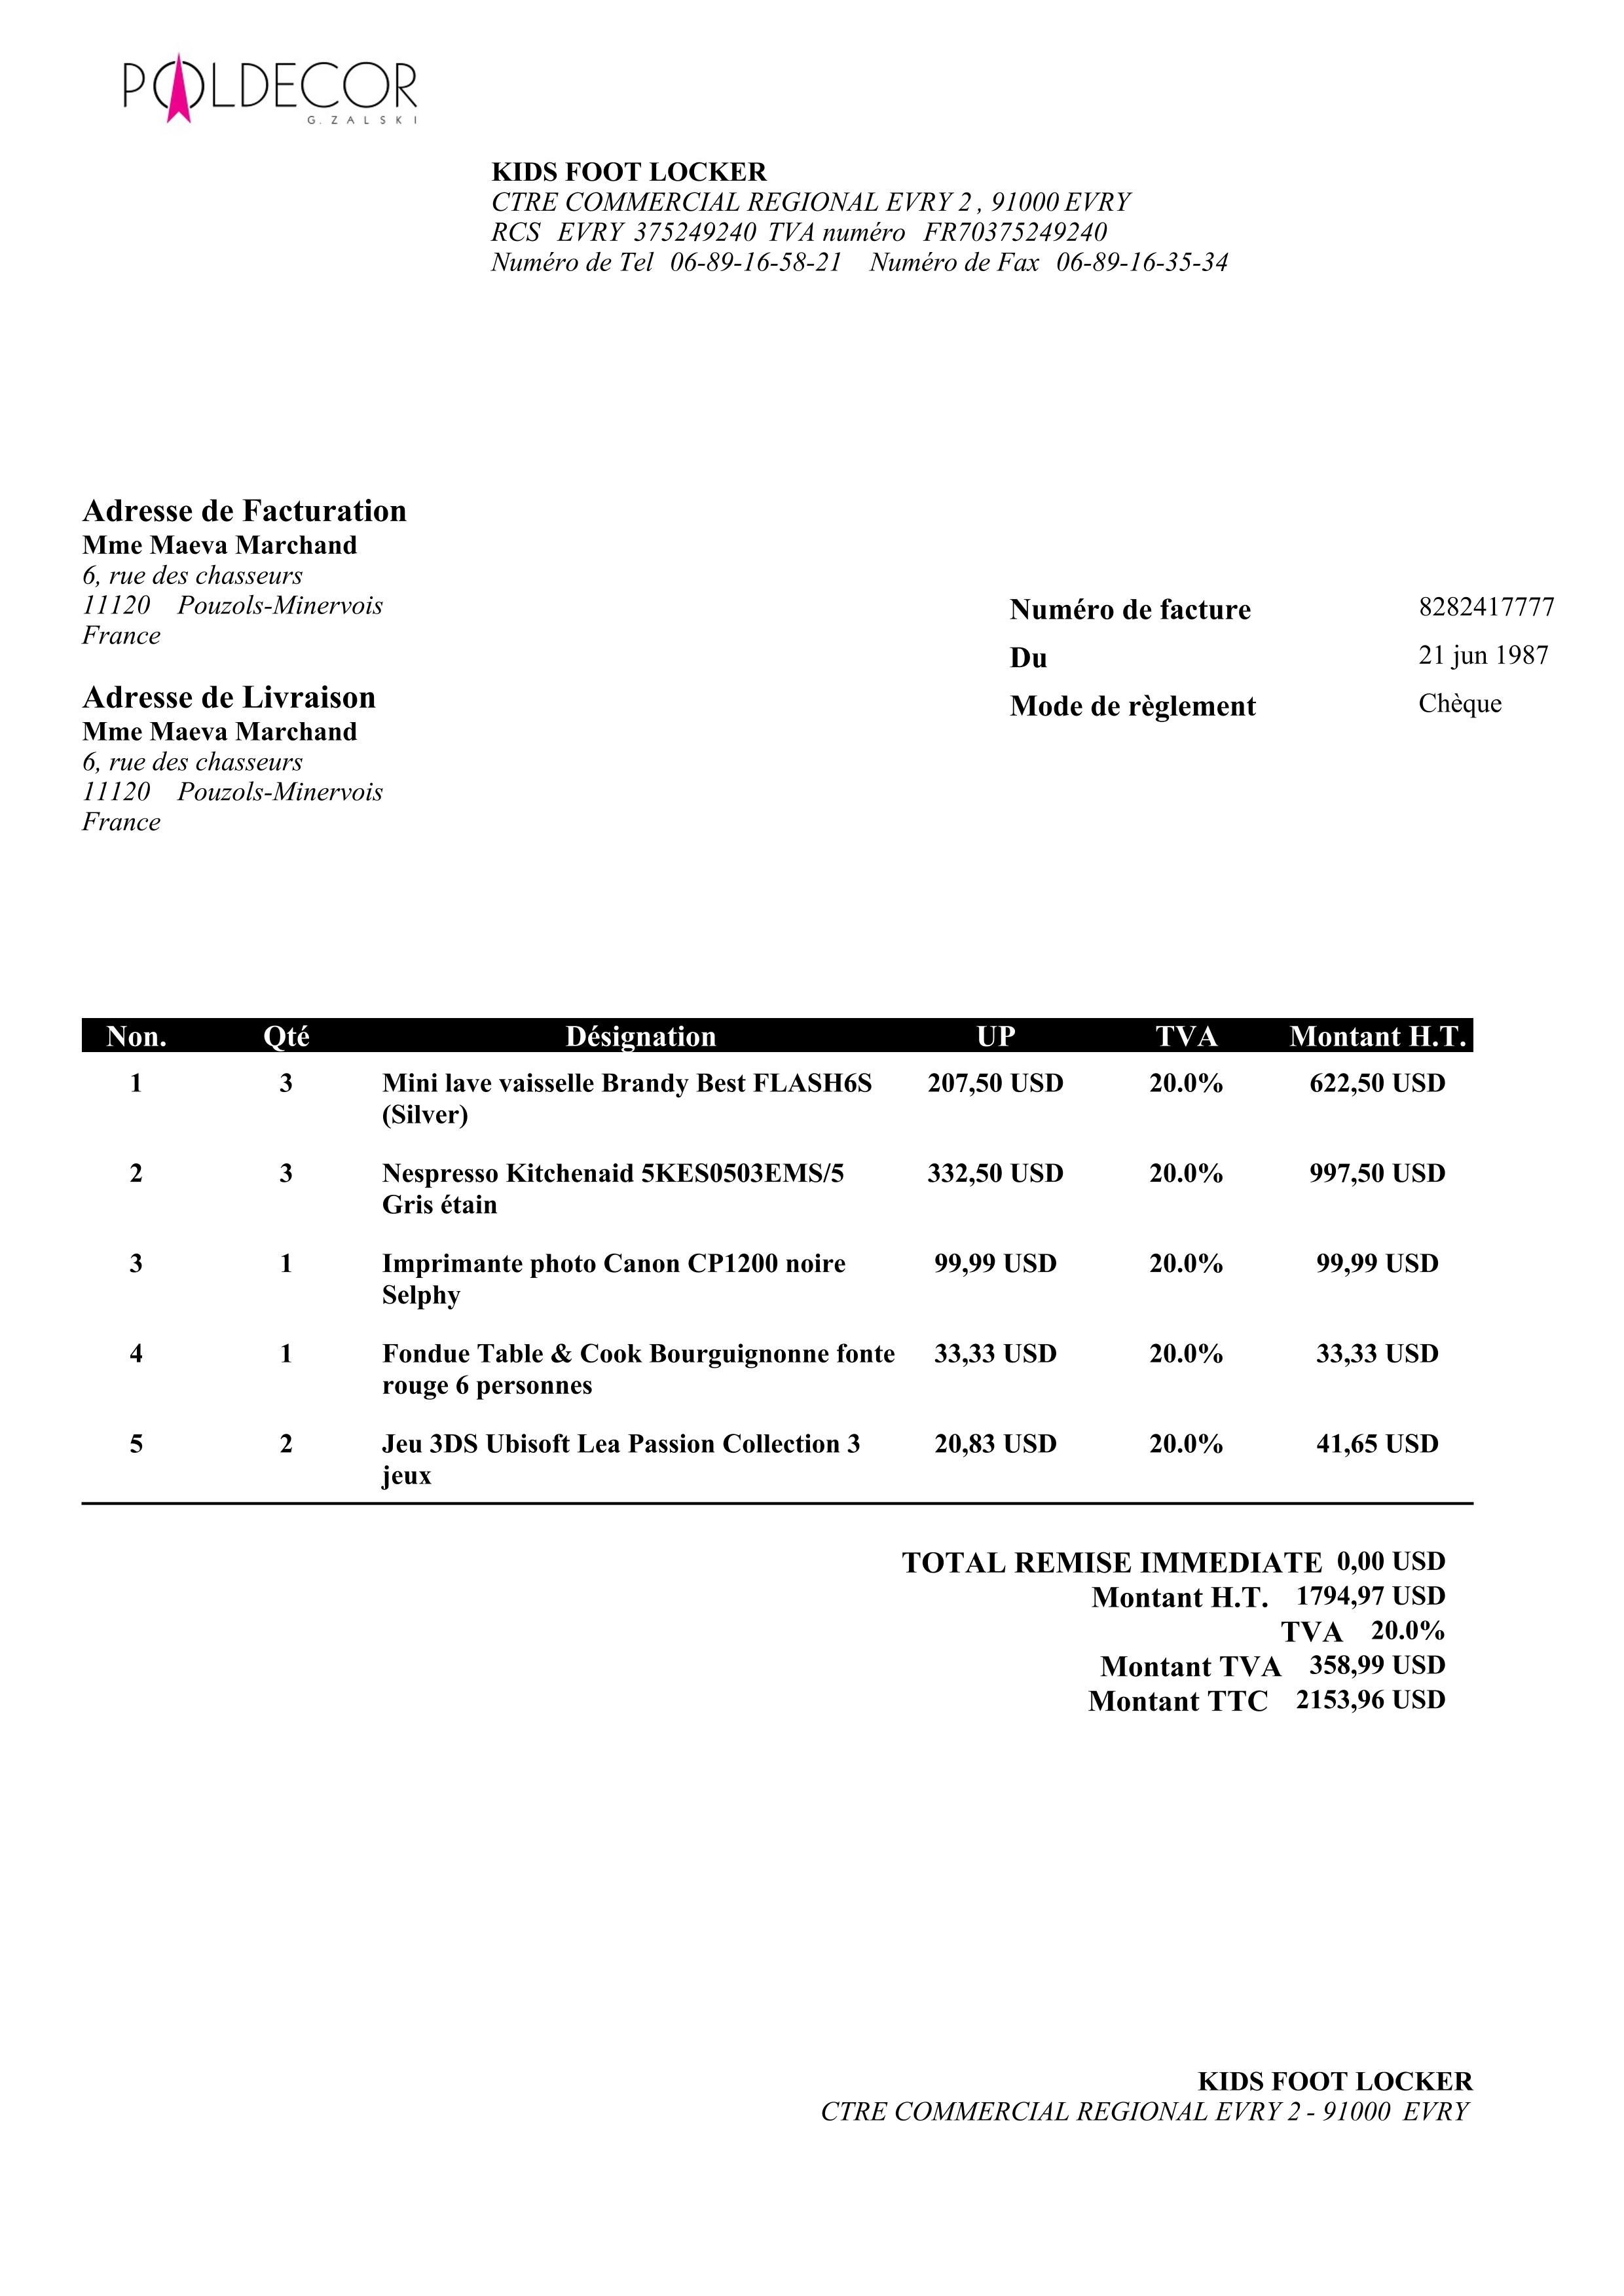 POLDECOR
G. ZALSKI
KIDS FOOT LOCKER
CTRE COMMERCIAL REGIONAL EVRY 2 , 91000 EVRY
RCS EVRY 375249240 TVA numéro FR70375249240
Numéro de Tel 06-89-16-58-21 Numéro de Fax 06-89-16-35-34
Adresse de Facturation
Mme Maeva Marchand
6, rue des chasseurs
11120 Pouzols-Minervois
France
Numéro de facture 8282417777
Du 21 jun 1987
Mode de règlement Chèque
Adresse de Livraison
Mme Maeva Marchand
6, rue des chasseurs
11120 Pouzols-Minervois
France
Non. Qté Désignation UP TVA Montant H.T.
1 3 Mini lave vaisselle Brandy Best FLASH6S 207,50 USD 20.0% 622,50 USD
(Silver)
2 3 Nespresso Kitchenaid 5KES0503EMS/5 332,50 USD 20.0% 997,50 USD
Gris étain
3 1 Imprimante photo Canon CP1200 noire 99,99 USD 20.0% 99,99 USD
Selphy
4 1 Fondue Table & Cook Bourguignonne fonte 33,33 USD 20.0% 33,33 USD
rouge 6 personnes
5 2 Jeu 3DS Ubisoft Lea Passion Collection 3 20,83 USD 20.0% 41,65 USD
jeux
TOTAL REMISE IMMEDIATE 0,00 USD
Montant H.T. 1794,97 USD
TVA 20.0%
Montant TVA 358,99 USD
Montant TTC 2153,96 USD
KIDS FOOT LOCKER
CTRE COMMERCIAL REGIONAL EVRY 2 - 91000 EVRY